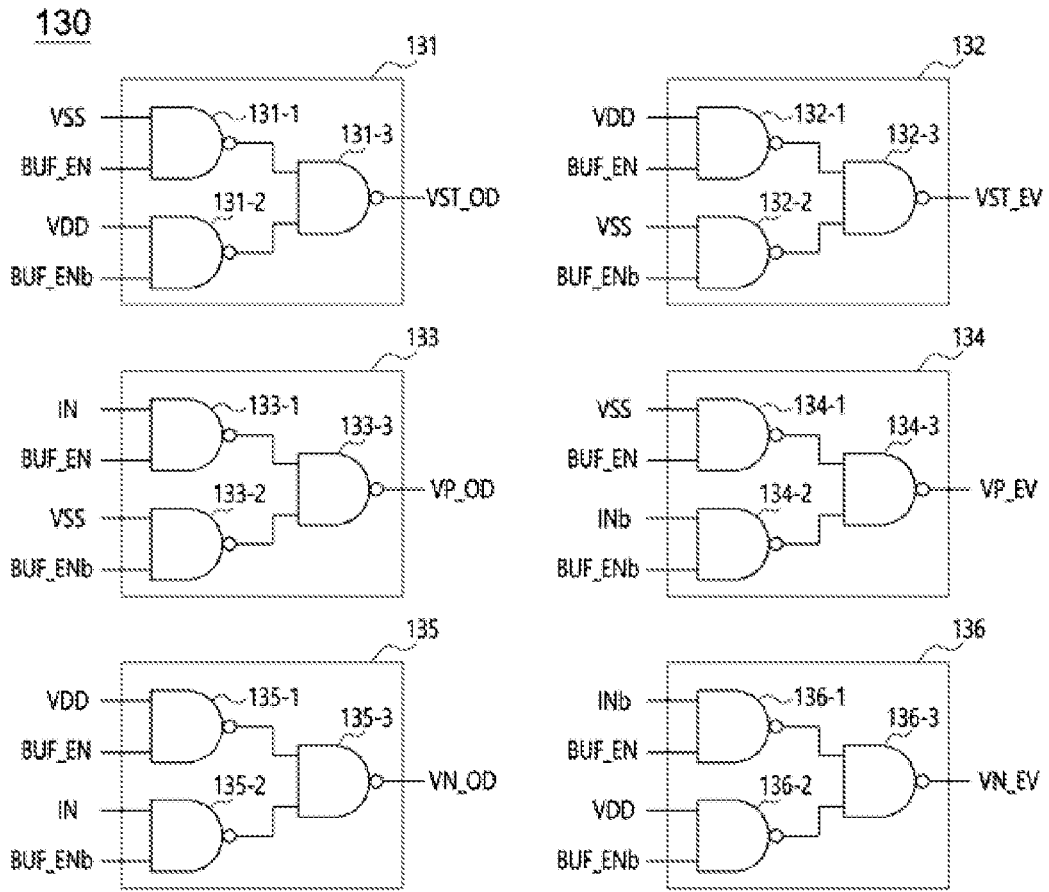 130
131
VSS
131-1
BUF_EN
131-3
VST_OD
131-2
VDD
BUF_ENb
132
VDD
132-1
BUF_EN
132-3
VST_EV
132-2
VSS
BUF_ENb
133
IN
133-1
BUF_EN
133-3
VP_OD
133-2
VSS
BUF_ENb
134
VSS
134-1
BUF_EN
134-3
VP_EV
134-2
INb
BUF_ENb
135
VDD
135-1
BUF_EN
135-3
VN_OD
135-2
IN
BUF_ENb
136
INb
136-1
BUF_EN
136-3
VN_EV
136-2
VDD
BUF_ENb